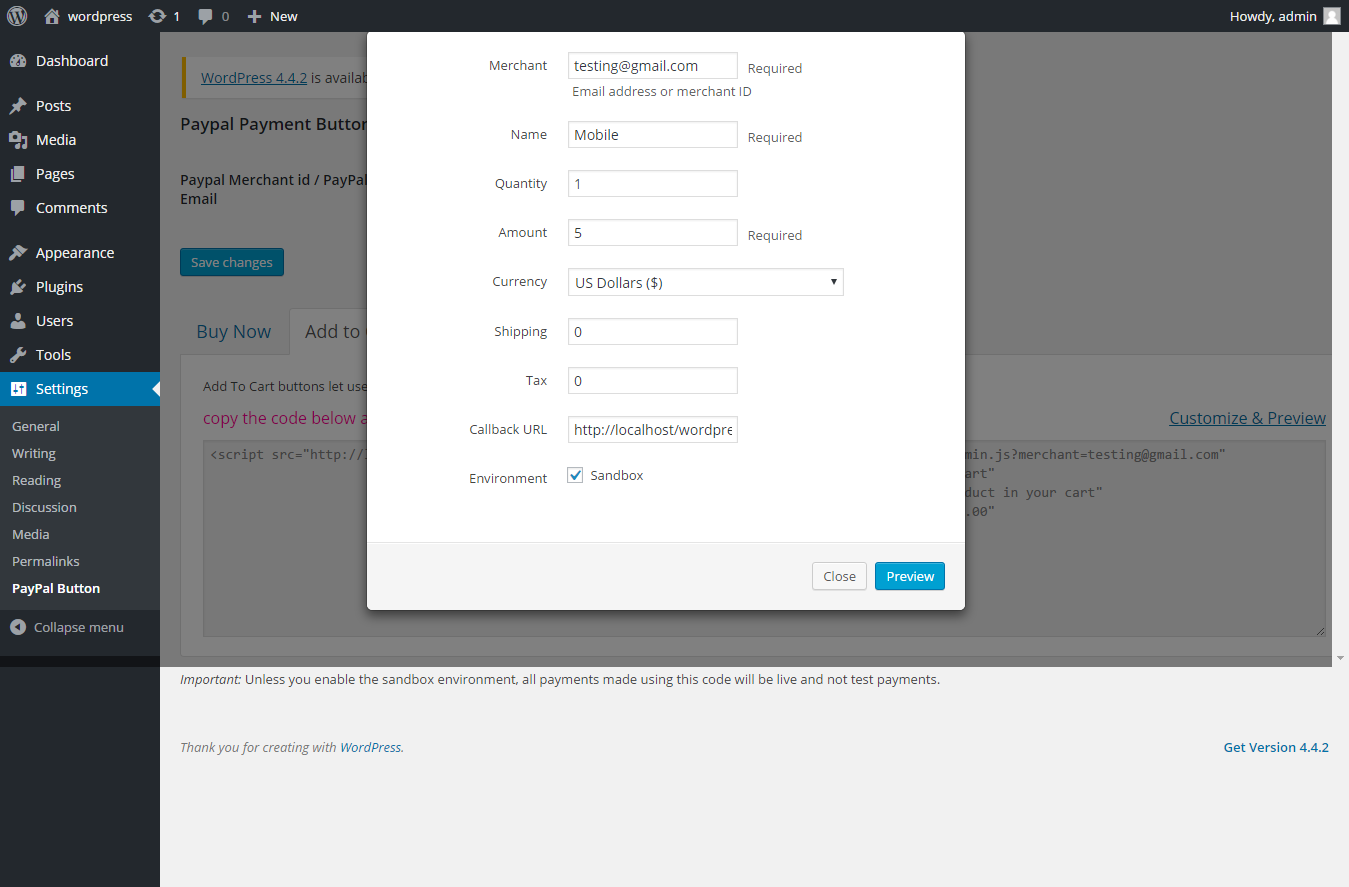 wordpress 1 0 New Howdy, admin
Dashboard
Posts
Media
Pages
Comments
Appearance
Plugins
Users
Tools
Settings
General
Writing
Reading
Discussion
Media
Permalinks
PayPal Button
Collapse menu
WordPress 4.4.2 is
Paypal Payment
Paypal Merchant id / PayPal
Email
Save changes
Buy Now Add to
Add To Cart buttons let
copy the code below
Customize & Preview
<script src="http://
min.js?merchant=testing@gmail.com"
art"
duct in your cart"
.00"
Merchant testing@gmail.com Required
Email address or merchant ID
Name Mobile Required
Quantity 1
Amount 5 Required
Currency US Dollars ($)
Shipping 0
Tax 0
Callback URL http://localhost/wordpre
Environment Sandbox
Close Preview
Important: Unless you enable the sandbox environment, all payments made using this code will be live and not test payments.
Thank you for creating with WordPress. Get Version 4.4.2